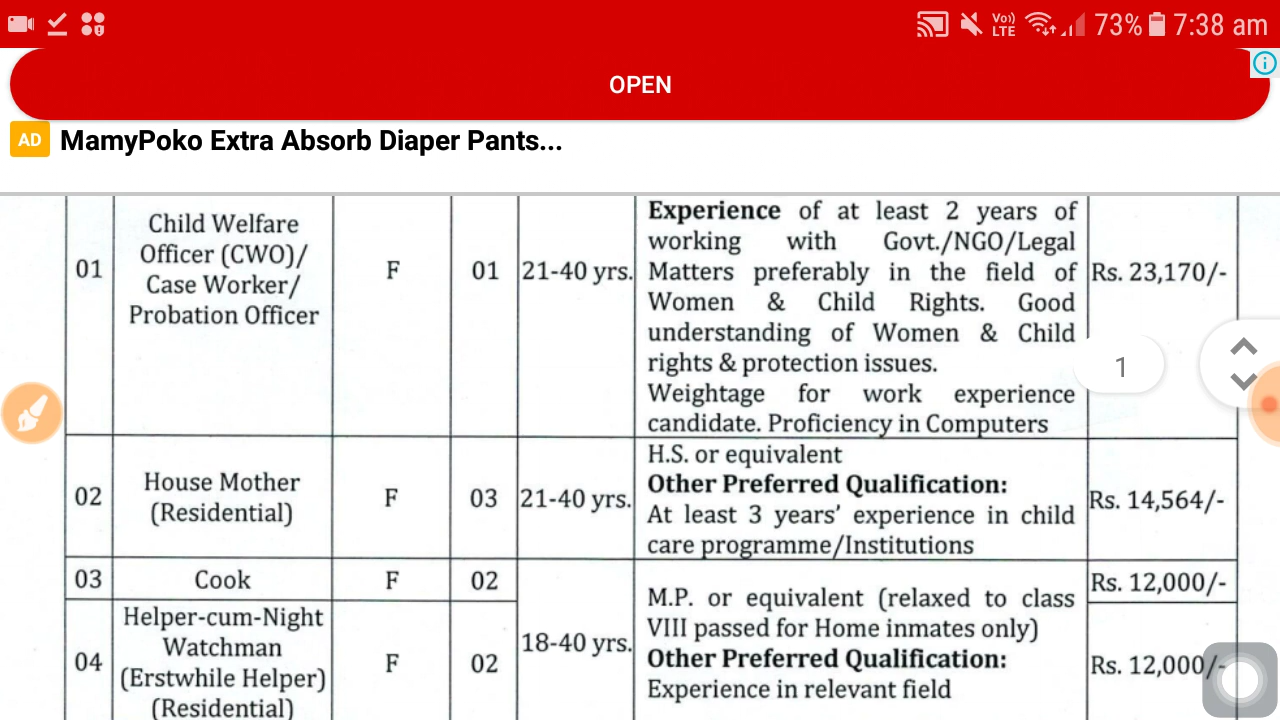 Vo)) LTE 73% 7:38 am
OPEN
AD MamyPoko Extra Absorb Diaper Pants...
01
Child Welfare
Officer (CWO)/
Case Worker/
Probation Officer
F
01
21-40 yrs.
Experience of at least 2 years of
working with Govt./NGO/Legal
Matters preferably in the field of
Women & Child Rights. Good
understanding of Women & Child
rights & protection issues.
Weightage for work experience
candidate. Proficiency in Computers
Rs. 23,170/-
1
02
House Mother
(Residential)
F
03
21-40 yrs.
H.S. or equivalent
Other Preferred Qualification:
At least 3 years' experience in child
care programme/Institutions
Rs. 14,564/-
03
Cook
F
02
Rs. 12,000/-
04
Helper-cum-Night
Watchman
(Erstwhile Helper)
(Residential)
F
02
18-40 yrs.
M.P. or equivalent (relaxed to class
VIII passed for Home inmates only)
Other Preferred Qualification:
Experience in relevant field
Rs. 12,000/-